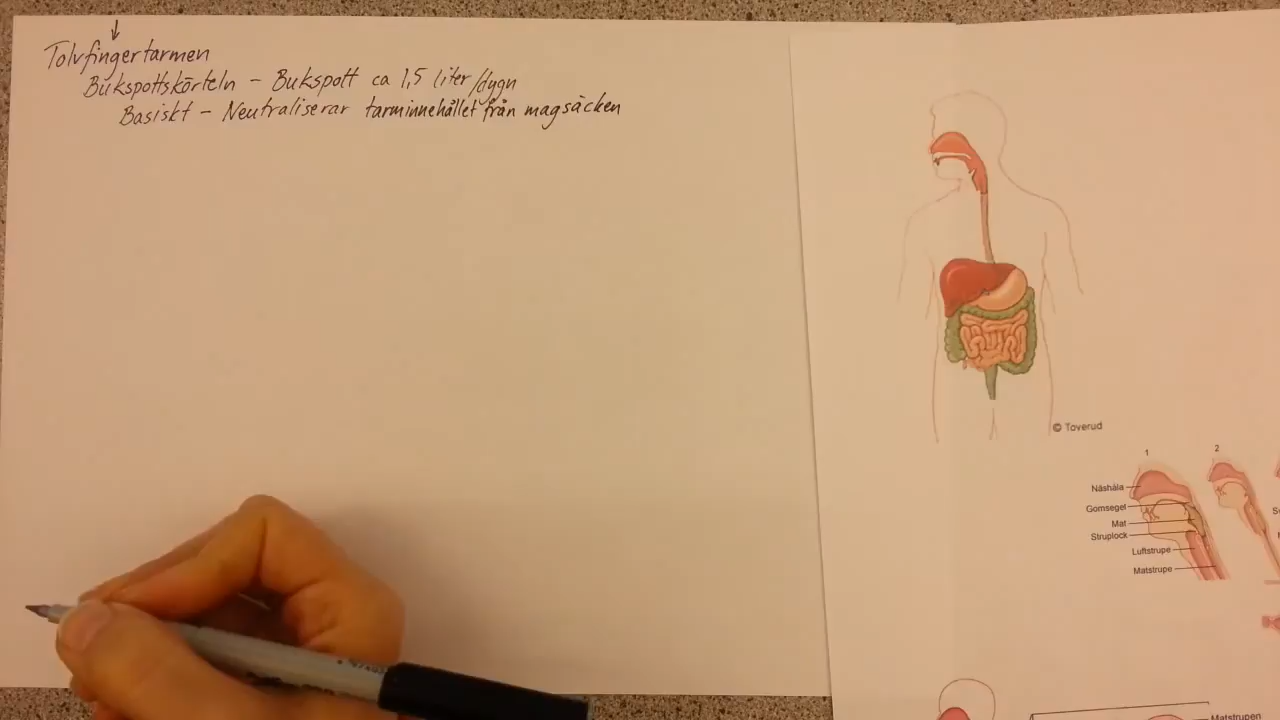 Tolvfingertarmen
Bukspottskörteln - Bukspott ca 1,5 liter/dygn
Basiskt - Neutraliserar tarminnehållet från magsäcken
© Toverud
1
2
Näshåla
Gomsegel
Mat
Struplock
Luftstrupe
Matstrupe
Matstrupen